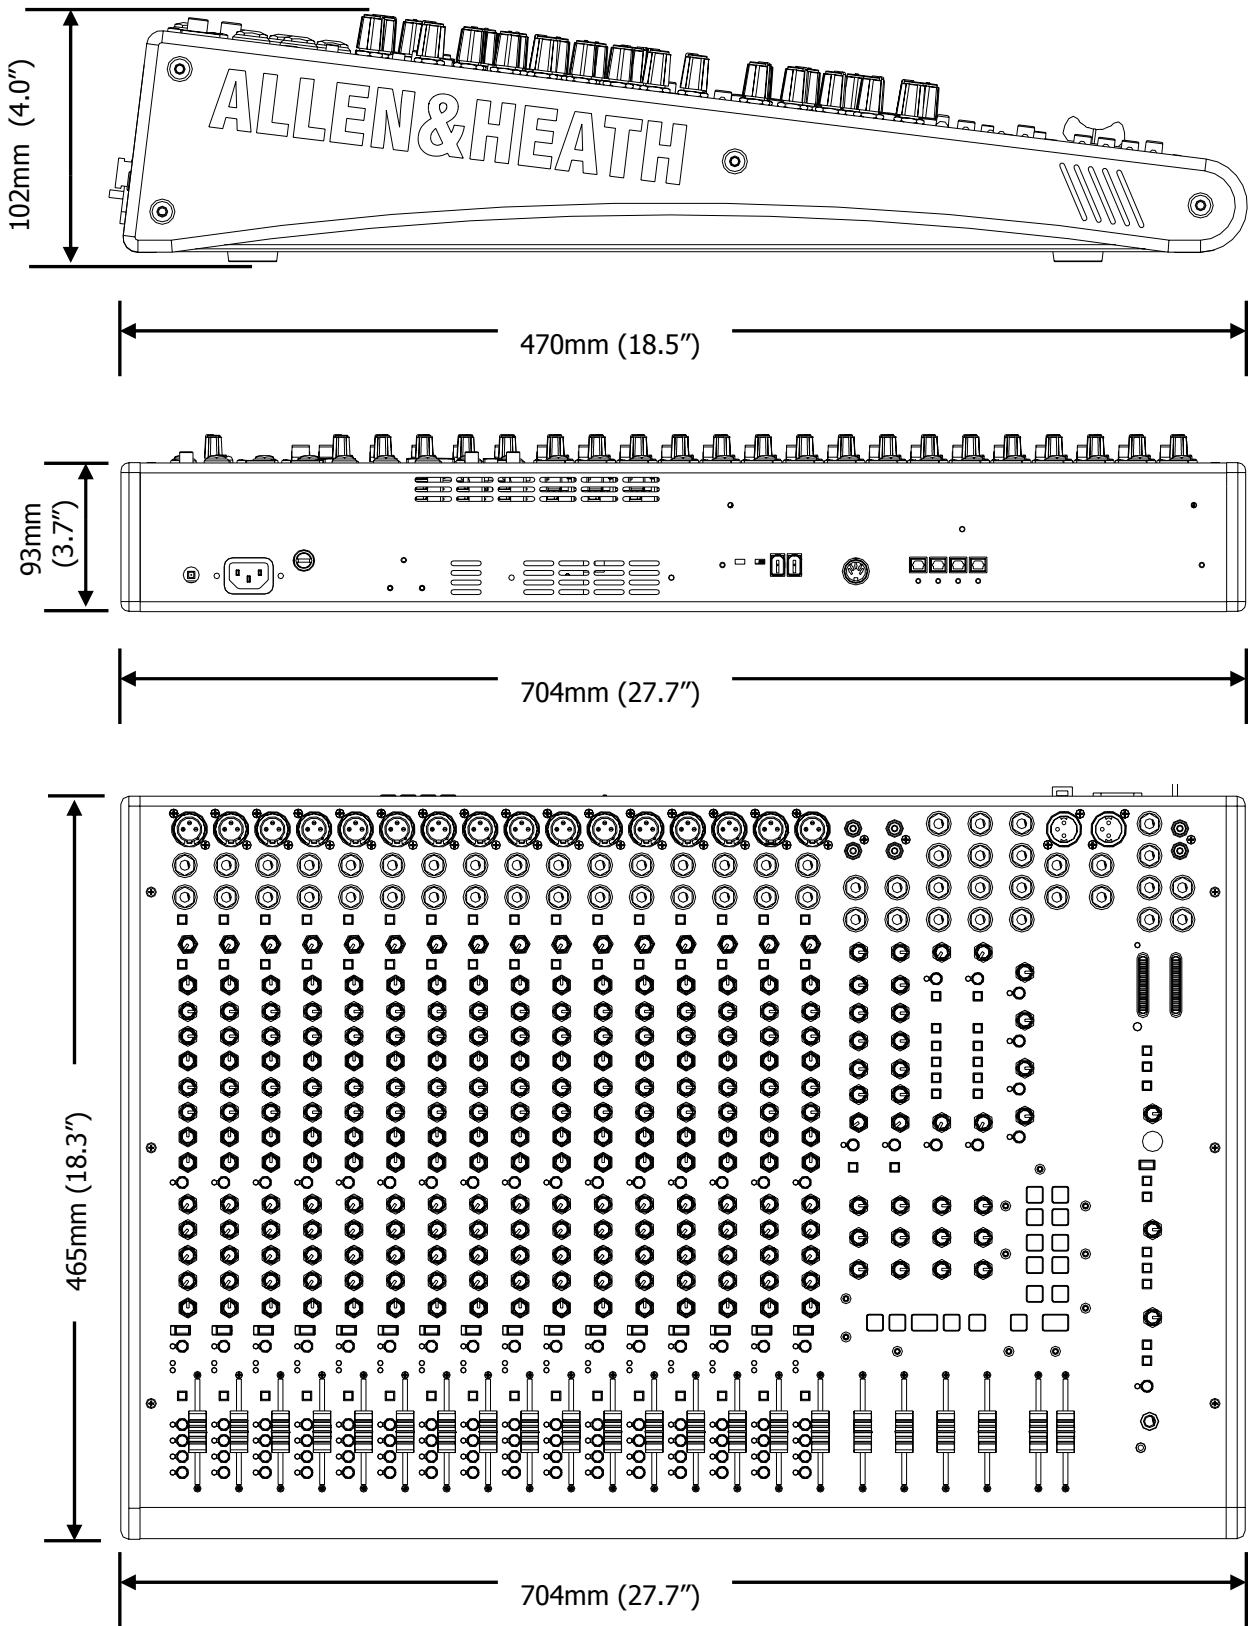 102mm (4.0″)
ALLEN&HEATH
470mm (18.5″)
93mm
(3.7″)
704mm (27.7″)
465mm (18.3″)
704mm (27.7″)